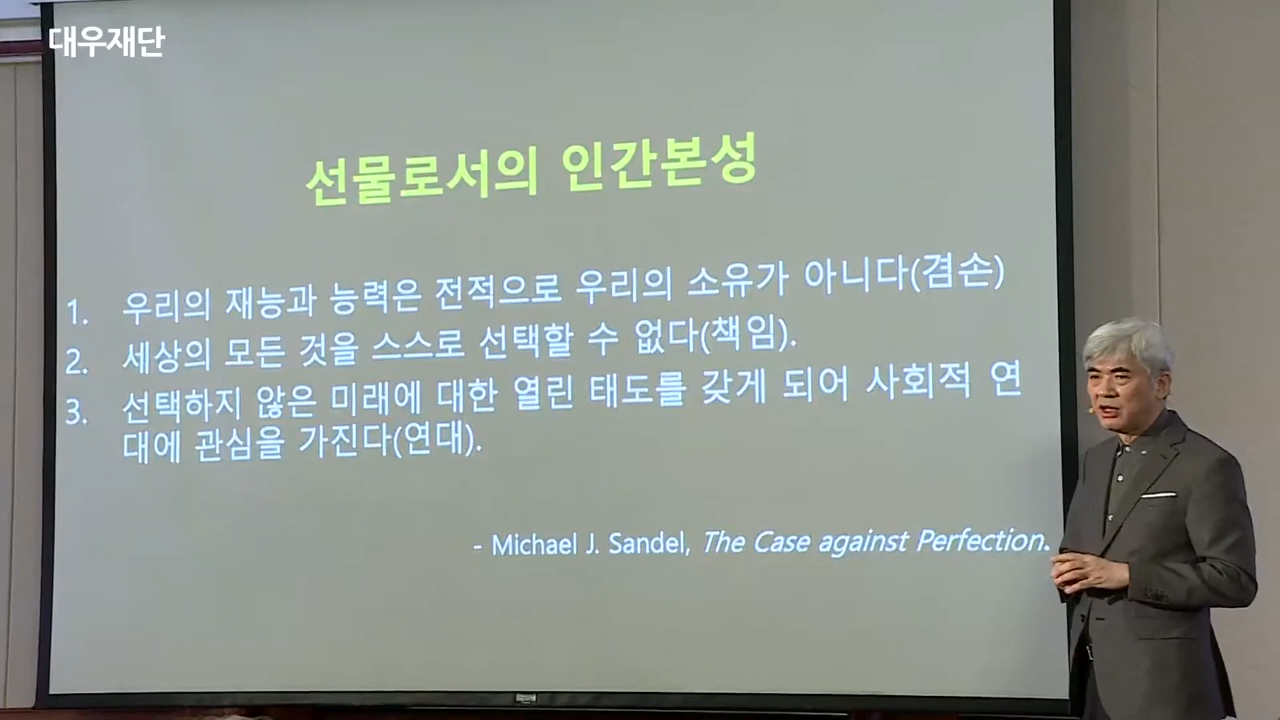 대우재단
선물로서의 인간본성
1. 우리의 재능과 능력은 전적으로 우리의 소유가 아니다(겸손)
2. 세상의 모든 것을 스스로 선택할 수 없다(책임).
3. 선택하지 않은 미래에 대한 열린 태도를 갖게 되어 사회적 연
대에 관심을 가진다(연대).
- Michael J. Sandel, The Case against Perfection.